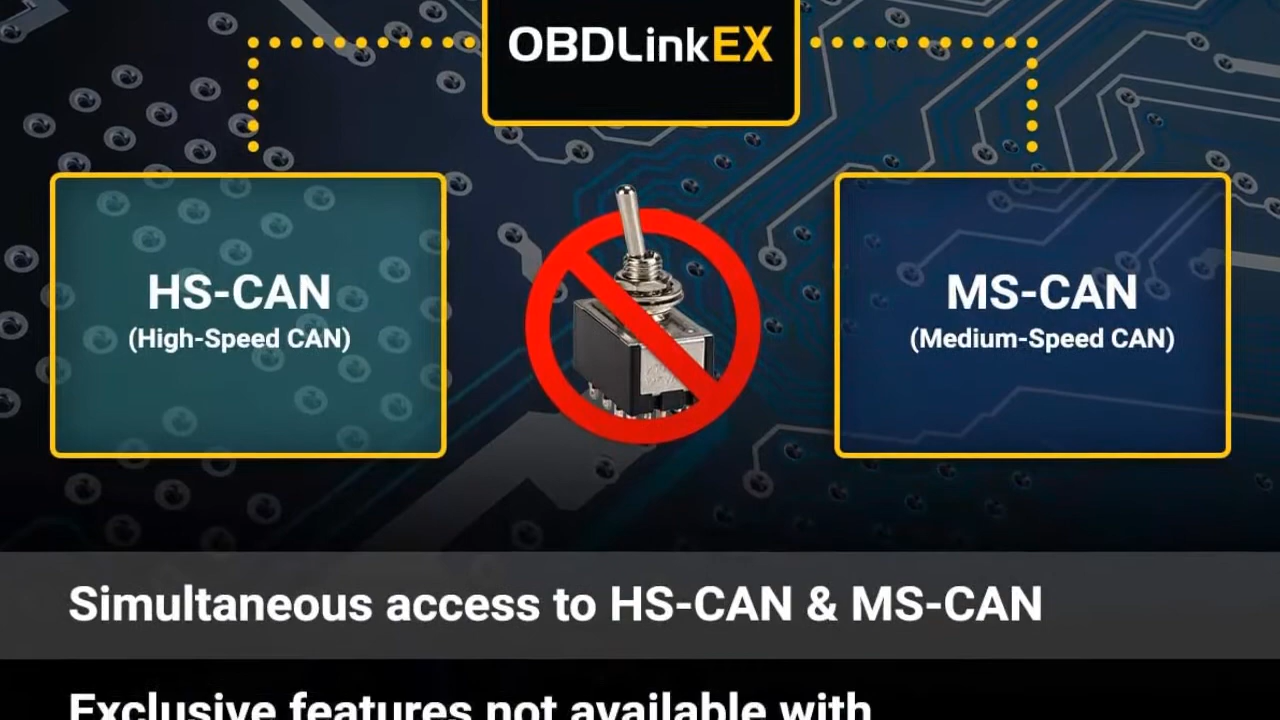 OBDLinkEX
HS-CAN
(High-Speed CAN)
MS-CAN
(Medium-Speed CAN)
Simultaneous access to HS-CAN & MS-CAN
Exclusive features not available with